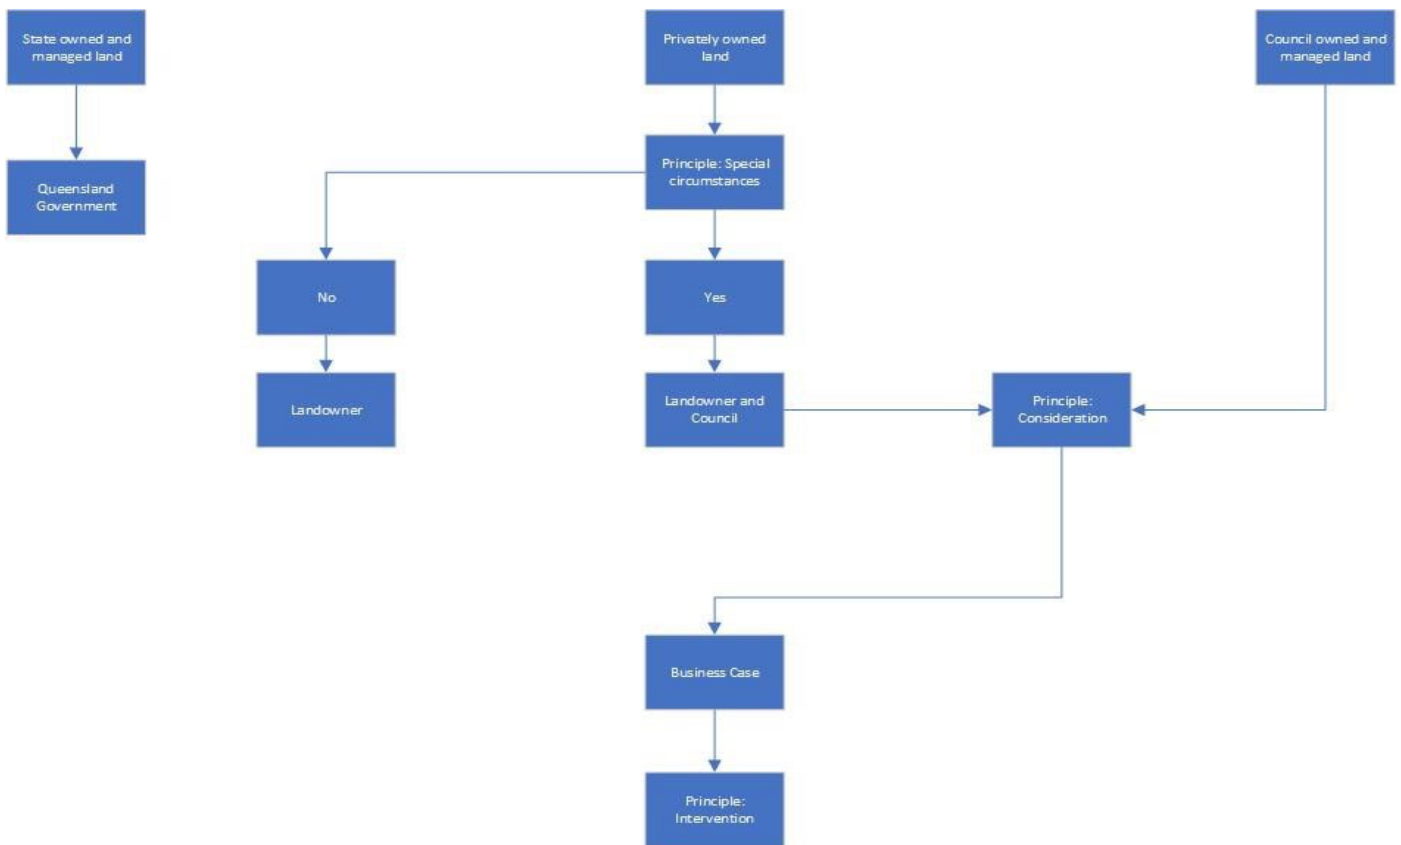 State owned and
managed land
Privately owned
land
Council owned and
managed land
Principle: Special
circumstances
Queensland
Government
No
Yes
Landowner
Landowner and
Council
Principle:
Consideration
Business Case
Principle:
Intervention